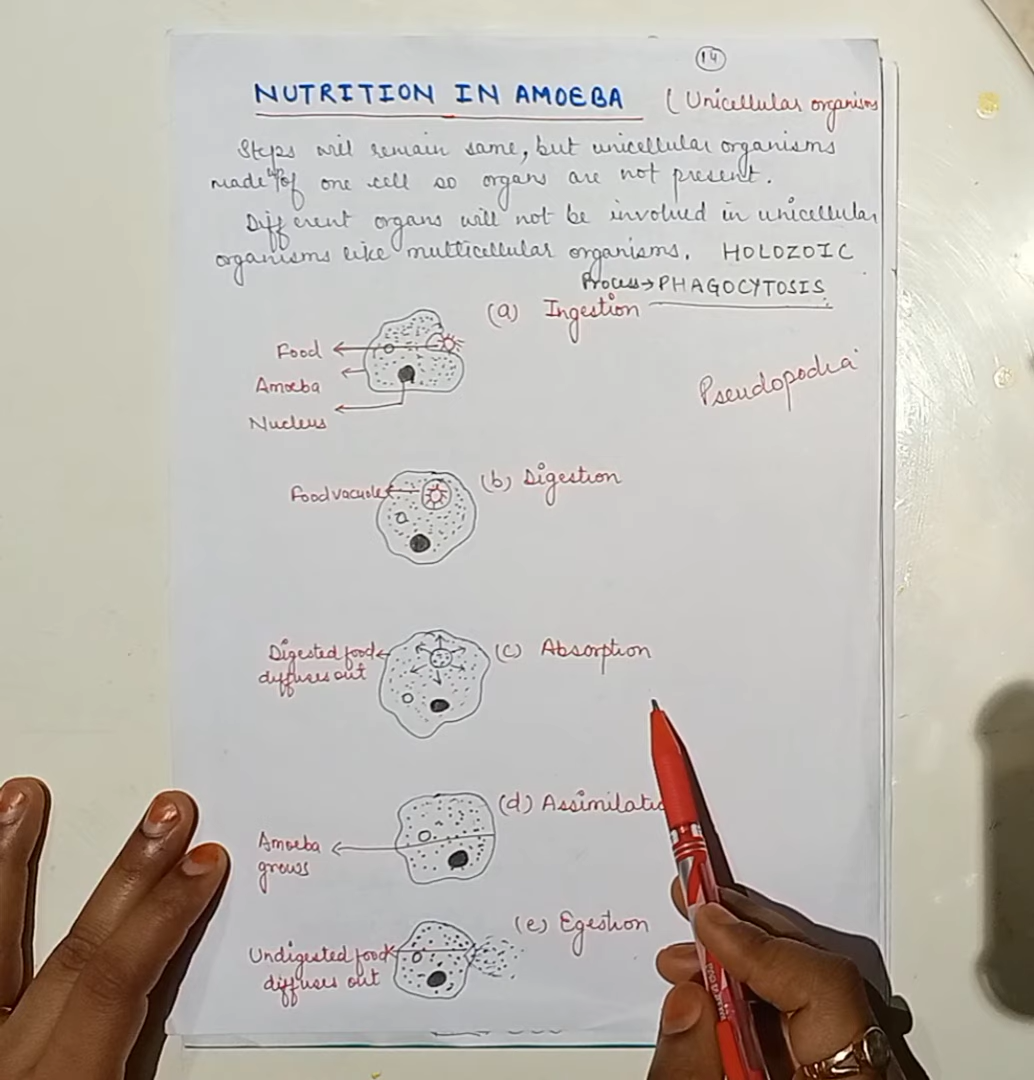 14
NUTRITION IN AMOEBA (Unicellular organisms
Steps will remain same, but unicellular organisms
made up of one cell so organs are not present.
Different organs will not be involved in unicellular
organisms like multicellular organisms. HOLOZOIC
Process→PHAGOCYTOSIS
(a) Ingestion
Food
Amoeba
Nucleus
Pseudopodia
(b) Digestion
Food vacuole
(c) Absorption
Digested food
diffuses out
(d) Assimilatio
Amoeba
grows
(e) Egestion
Undigested food
diffuses out